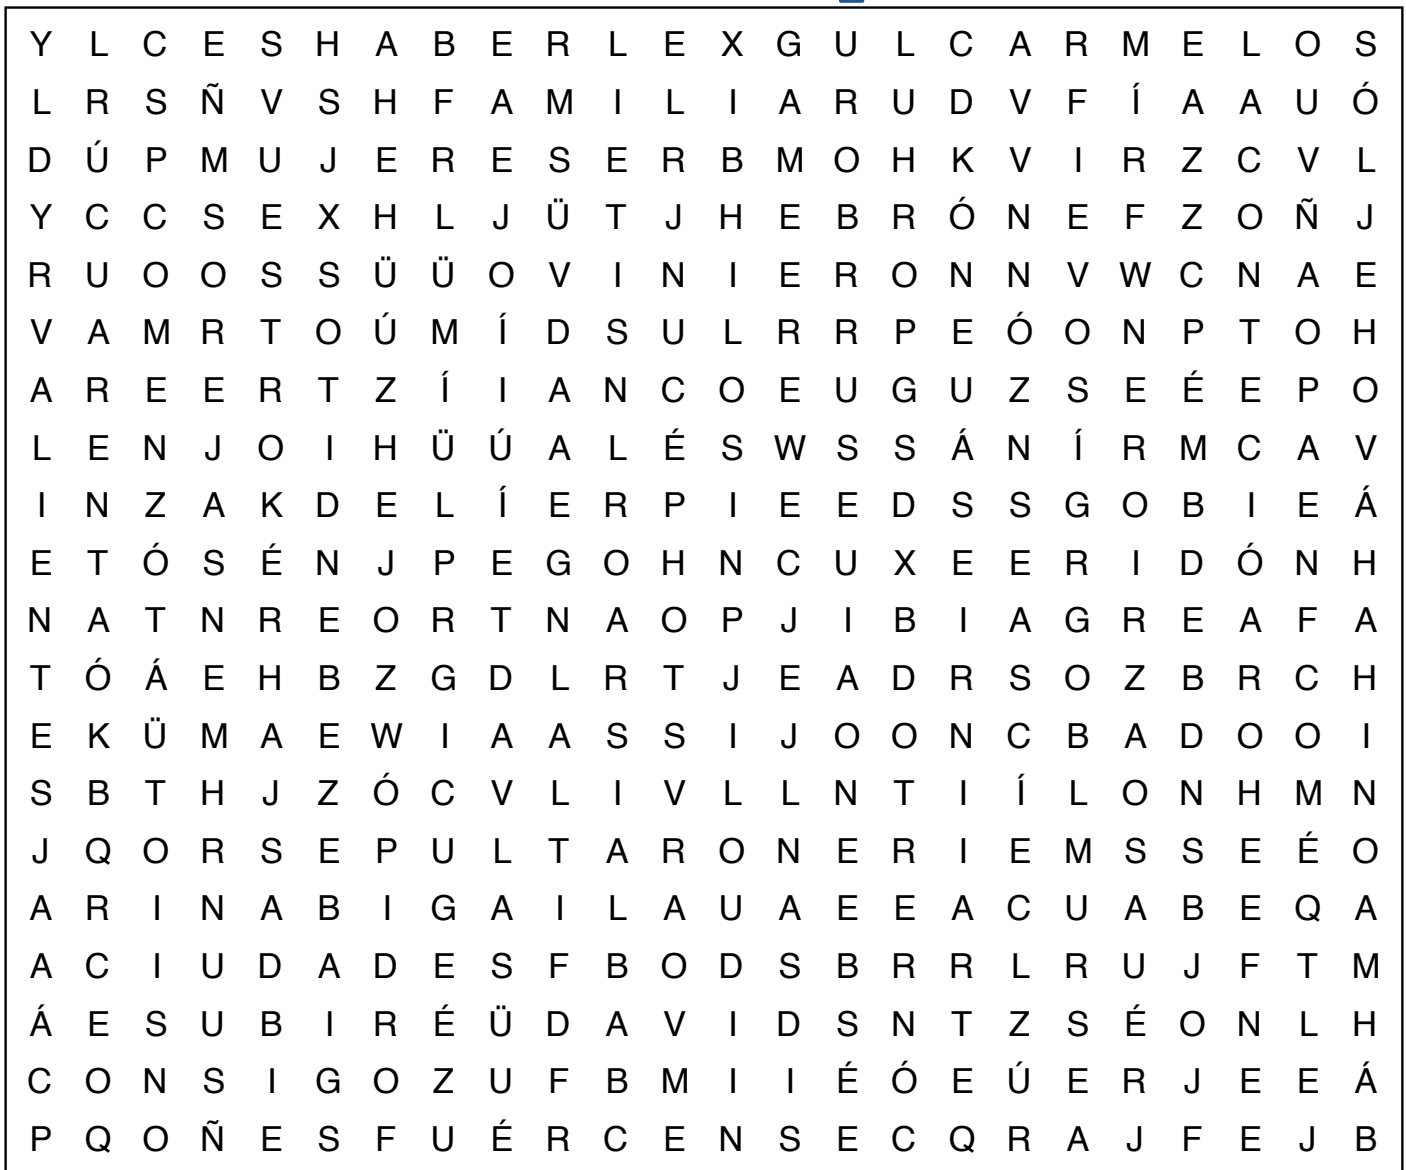 Y L C E S H A B E R L E X G U L C A R M E L O S
L R S Ñ V S H F A M I L I A R U D V F Í A A U Ó
D Ú P M U J E R E S E R B M O H K V I R Z C V L
Y C C S E X H L J Ü T J H E B R Ó N E F Z O Ñ J
R U O O S S Ü Ü O V I N I E R O N N V W C N A E
V A M R T O Ú M Í D S U L R R P E Ó O N P T O H
A R E E R T Z Í I A N C O E U G U Z S E É E P O
L E N J O I H Ü Ú A L É S W S S Á N Í R M C A V
I N Z A K D E L Í E R P I E E D S S G O B I E Á
E T Ó S É N J P E G O H N C U X E E R I D Ó N H
N A T N R E O R T N A O P J I B I A G R E A F A
T Ó Á E H B Z G D L R T J E A D R S O Z B R C H
E K Ü M A E W I A A S S I J O O N C B A D O O I
S B T H J Z Ó C V L I V L L N T I Í L O N H M N
J Q O R S E P U L T A R O N E R I E M S S E É O
A R I N A B I G A I L A U A E E A C U A B E Q A
A C I U D A D E S F B O D S B R R L R U J F T M
Á E S U B I R É Ü D A V I D S N T Z S É O N L H
C O N S I G O Z U F B M I I É Ó E Ú E R J E E Á
P Q O Ñ E S F U É R C E N S E C Q R A J F E J B